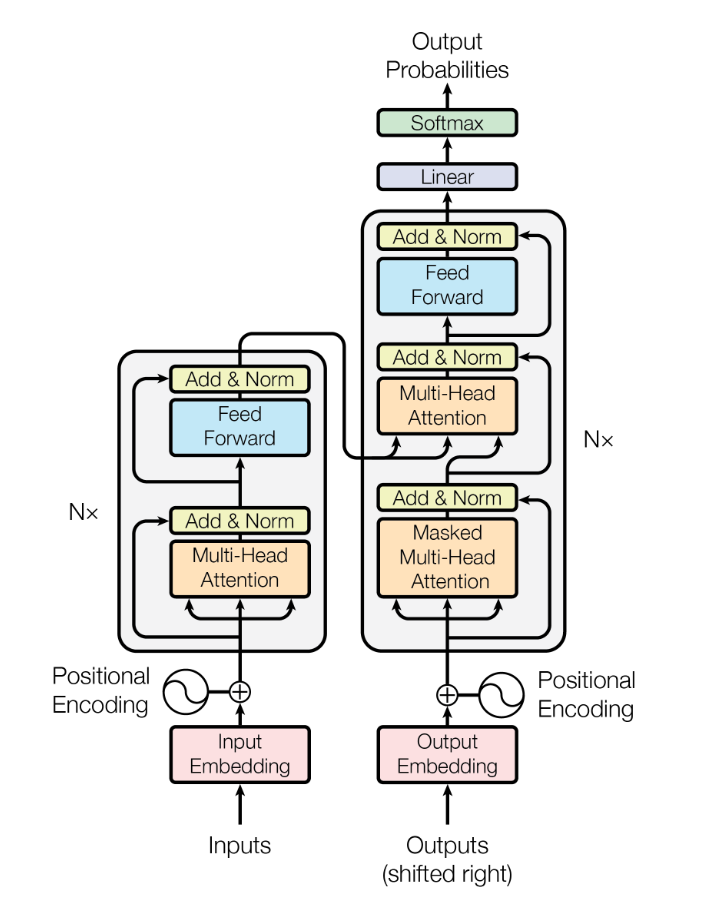 Output
Probabilities
Softmax
Linear
Add & Norm
Feed
Forward
Add & Norm
Multi-Head
Attention
Add & Norm
Masked
Multi-Head
Attention
N×
Positional
Encoding
Output
Embedding
Outputs
(shifted right)
Add & Norm
Feed
Forward
Add & Norm
Multi-Head
Attention
N×
Positional
Encoding
Input
Embedding
Inputs